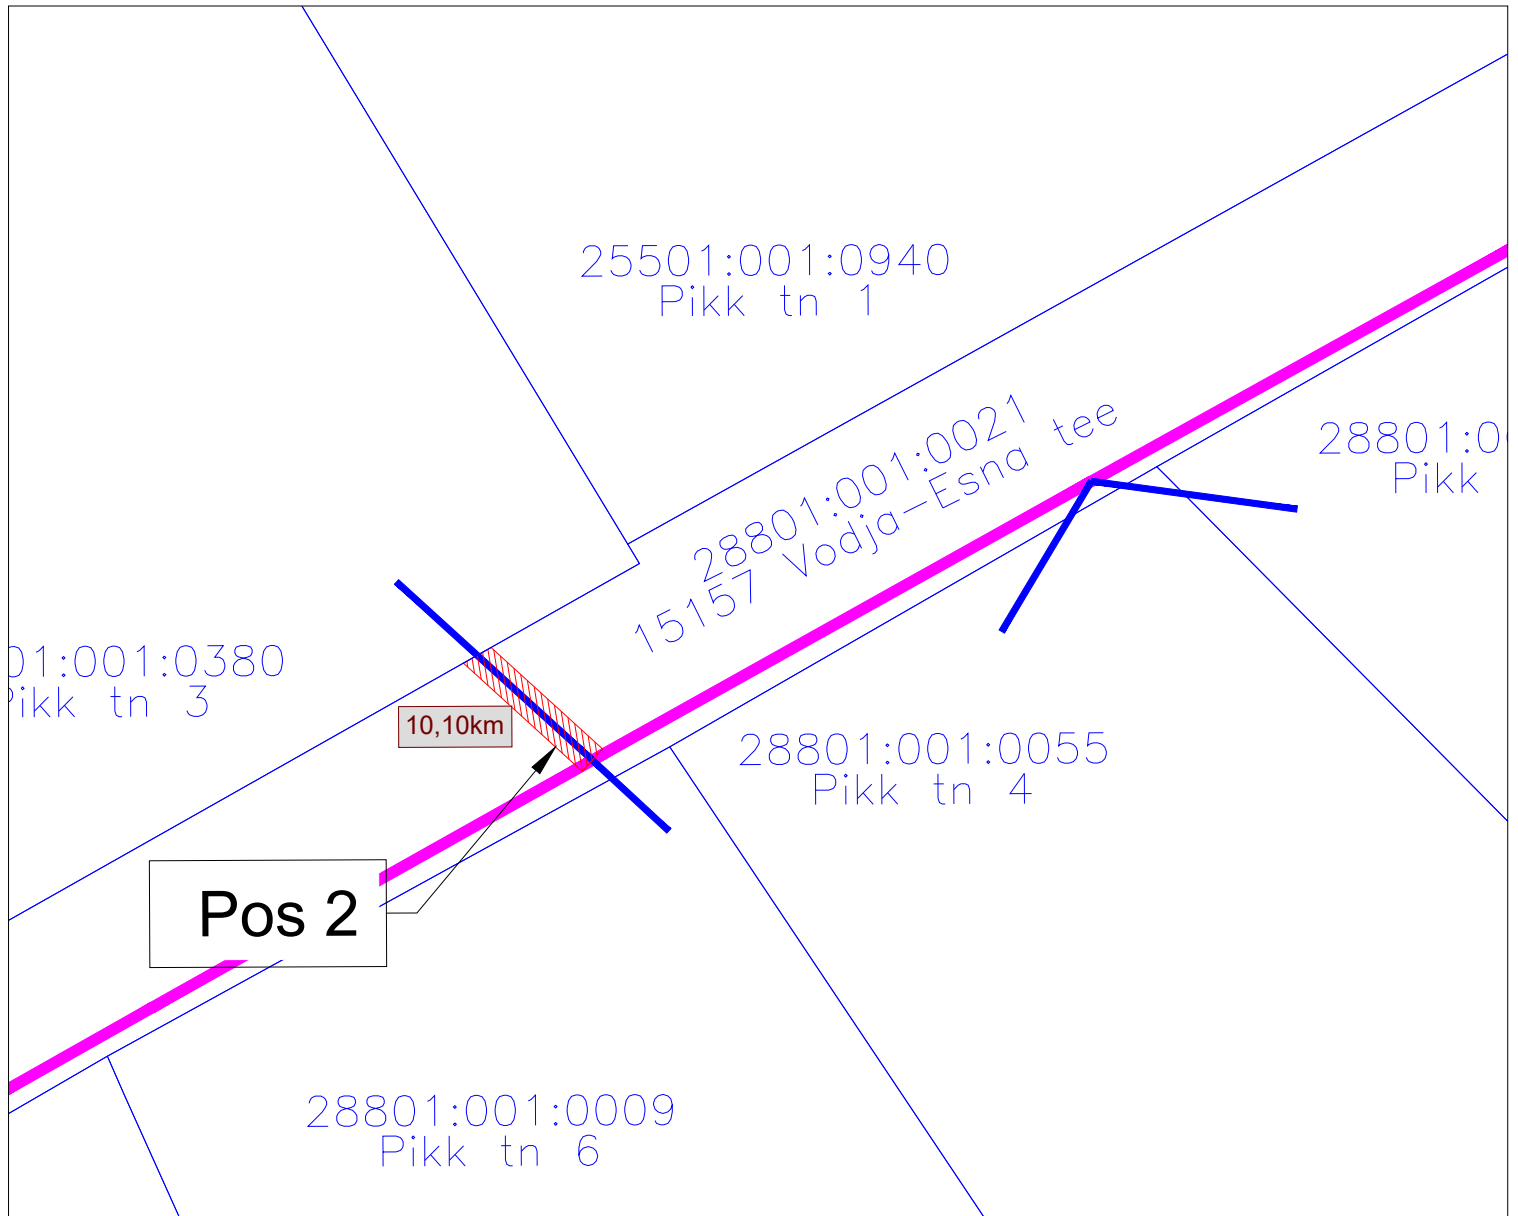 25501:001:0940
Pikk tn 1
28801:001:0021
15157 Vodja-Esna tee
28801:0
Pikk
01:001:0380
Pikk tn 3
10,10km
28801:001:0055
Pikk tn 4
Pos 2
28801:001:0009
Pikk tn 6